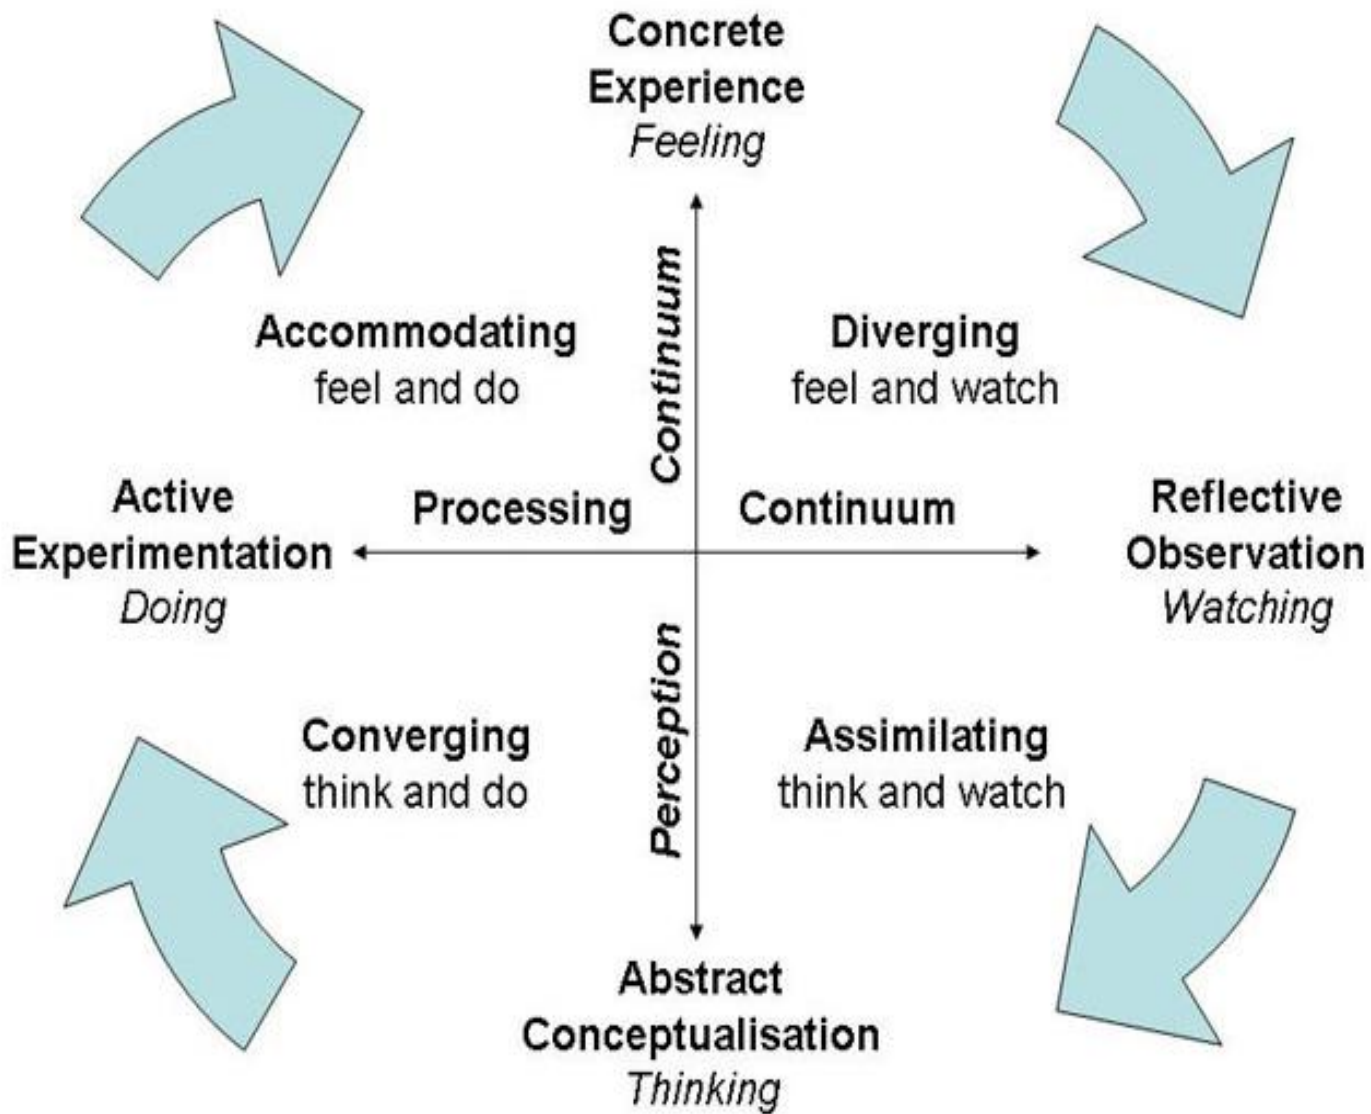 Concrete
Experience
Feeling
Continuum
Accommodating
feel and do
Diverging
feel and watch
Active
Experimentation
Doing
Processing
Continuum
Reflective
Observation
Watching
Perception
Converging
think and do
Assimilating
think and watch
Abstract
Conceptualisation
Thinking